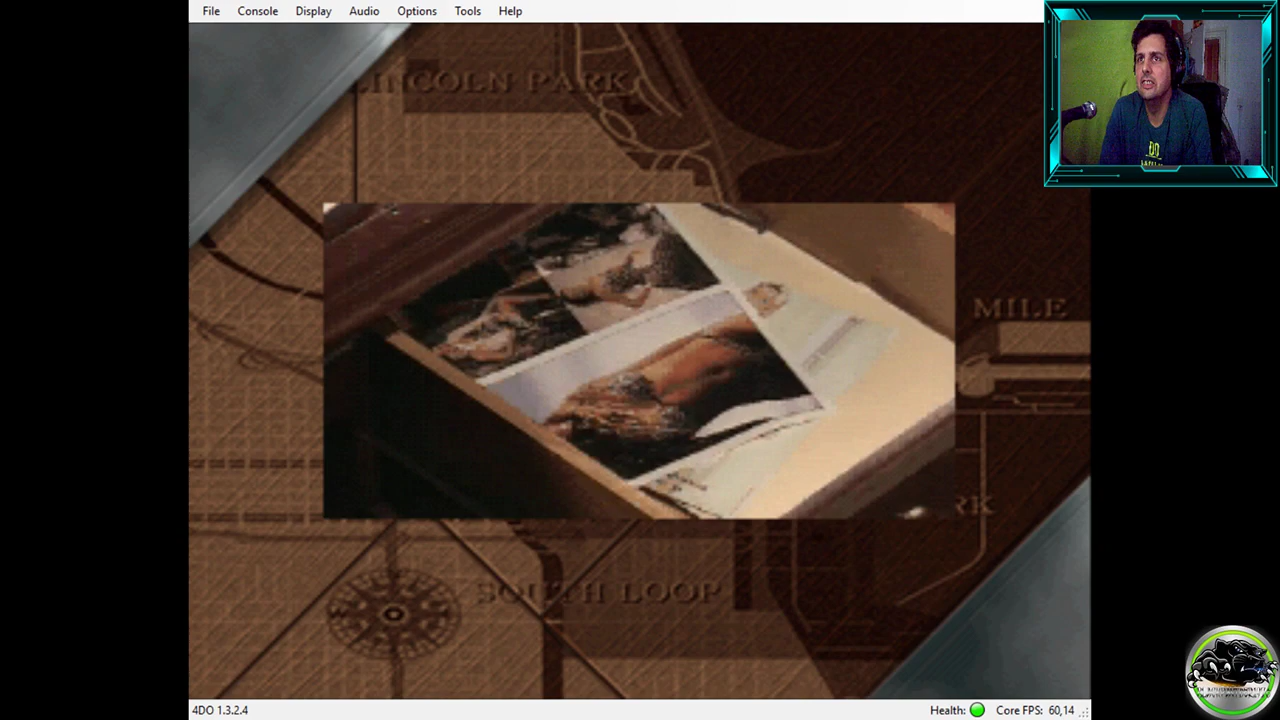 File Console Display Audio Options Tools Help
LINCOLN PARK
MILE
RK
SOUTH LOOP
4DO 1.3.2.4
Health: Core FPS: 60,14